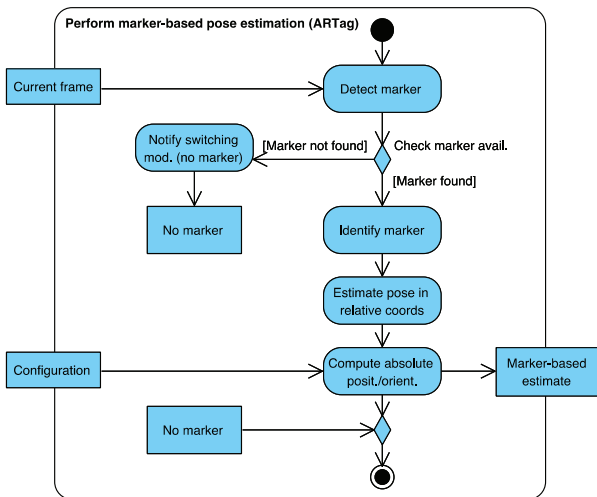 Perform marker-based pose estimation (ARTag)
Current frame
Detect marker
Notify switching
mod. (no marker)
[Marker not found]
Check marker avail.
[Marker found]
No marker
Identify marker
Estimate pose in
relative coords
Configuration
Compute absolute
posit./orient.
Marker-based
estimate
No marker